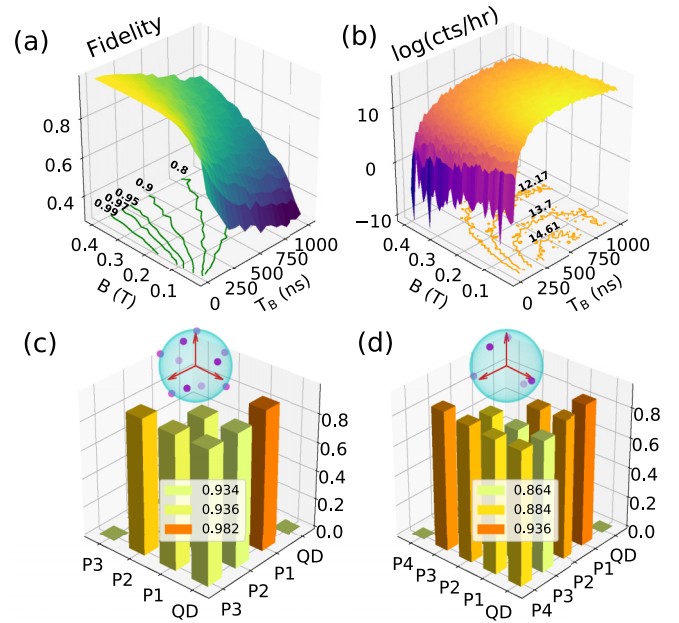 (a)
Fidelity
0.8
0.6
0.4
0.8
0.9
0.95
0.97
0.99
0.4
0.3
0.2
0.1
B (T)
0
250
500
750
1000
T_B (ns)
(b)
log(cts/hr)
10
0
−10
12.17
13.7
14.61
0.4
0.3
0.2
0.1
B (T)
0
250
500
750
1000
T_B (ns)
(c)
0.8
0.6
0.4
0.2
0.0
0.934
0.936
0.982
P3
P2
P1
QD
P3
P2
P1
QD
(d)
0.8
0.6
0.4
0.2
0.0
0.864
0.884
0.936
P4
P3
P2
P1
QD
P4
P3
P2
P1
QD